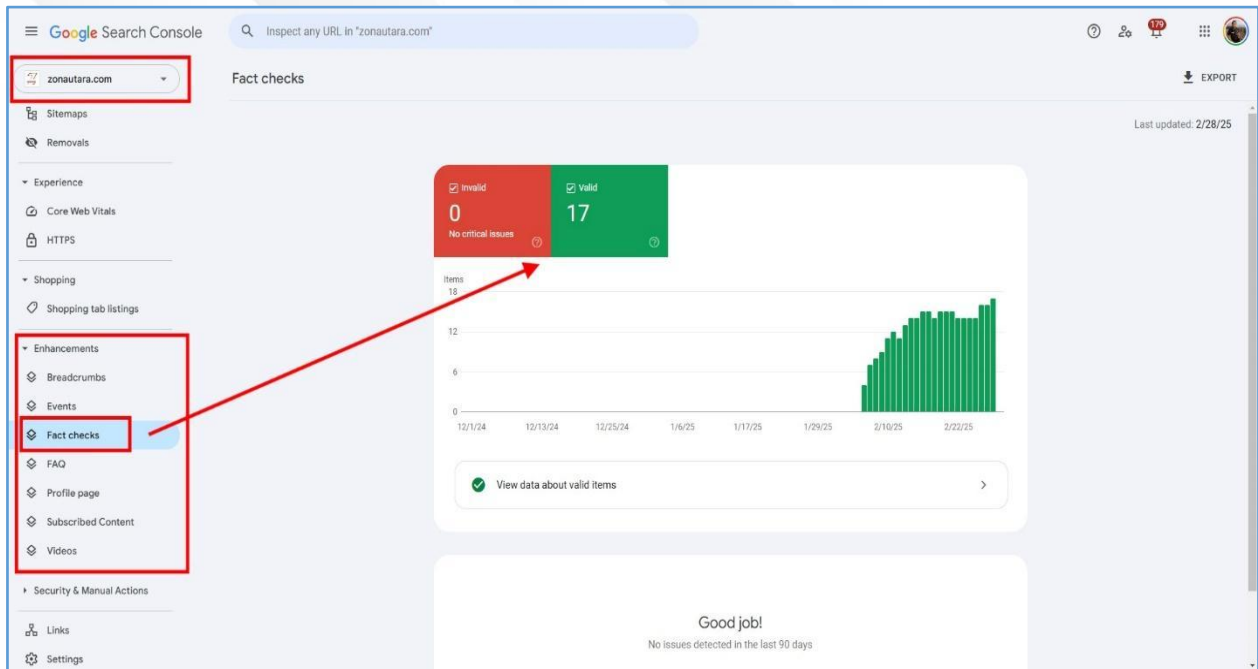 Google Search Console
Inspect any URL in "zonautara.com"
179
zonautara.com
Fact checks
EXPORT
Sitemaps
Removals
Last updated: 2/28/25
Experience
Core Web Vitals
HTTPS
Shopping
Shopping tab listings
Enhancements
Breadcrumbs
Events
Fact checks
FAQ
Profile page
Subscribed Content
Videos
Security & Manual Actions
Links
Settings
Invalid
0
No critical issues
Valid
17
Items
18
12
6
0
12/1/24 12/13/24 12/25/24 1/6/25 1/17/25 1/29/25 2/10/25 2/22/25
View data about valid items
Good job!
No issues detected in the last 90 days